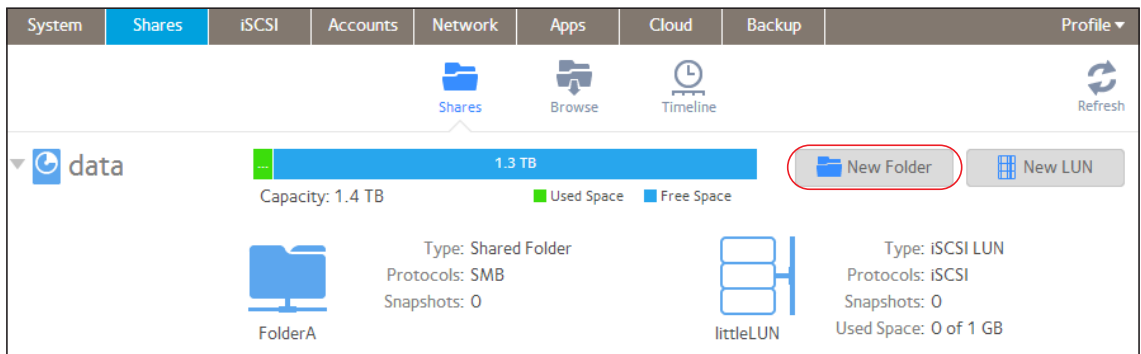 System Shares iSCSI Accounts Network Apps Cloud Backup Profile
Shares Browse Timeline Refresh
data ... 1.3 TB New Folder New LUN
Capacity: 1.4 TB Used Space Free Space
Type: Shared Folder Type: iSCSI LUN
Protocols: SMB Protocols: iSCSI
Snapshots: 0 Snapshots: 0
FolderA littleLUN Used Space: 0 of 1 GB